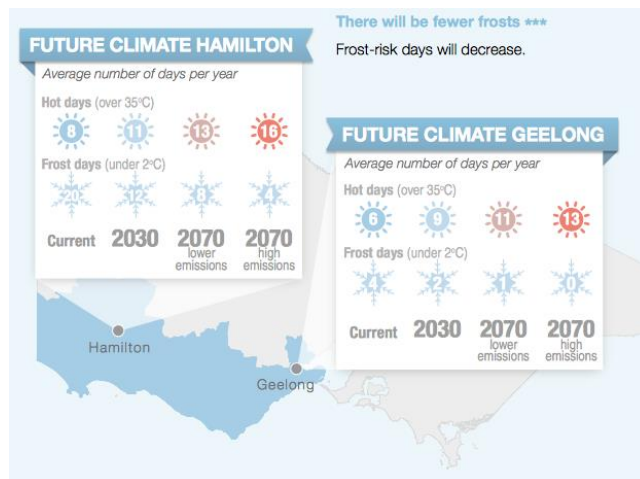 There will be fewer frosts ***
Frost-risk days will decrease.
FUTURE CLIMATE HAMILTON
Average number of days per year
Hot days (over 35°C)
8 11 13 16
Frost days (under 2°C)
20 12 8 4
Current 2030 2070 2070
lower high
emissions emissions
FUTURE CLIMATE GEELONG
Average number of days per year
Hot days (over 35°C)
6 9 11 13
Frost days (under 2°C)
4 2 1 0
Current 2030 2070 2070
lower high
emissions emissions
Hamilton
Geelong